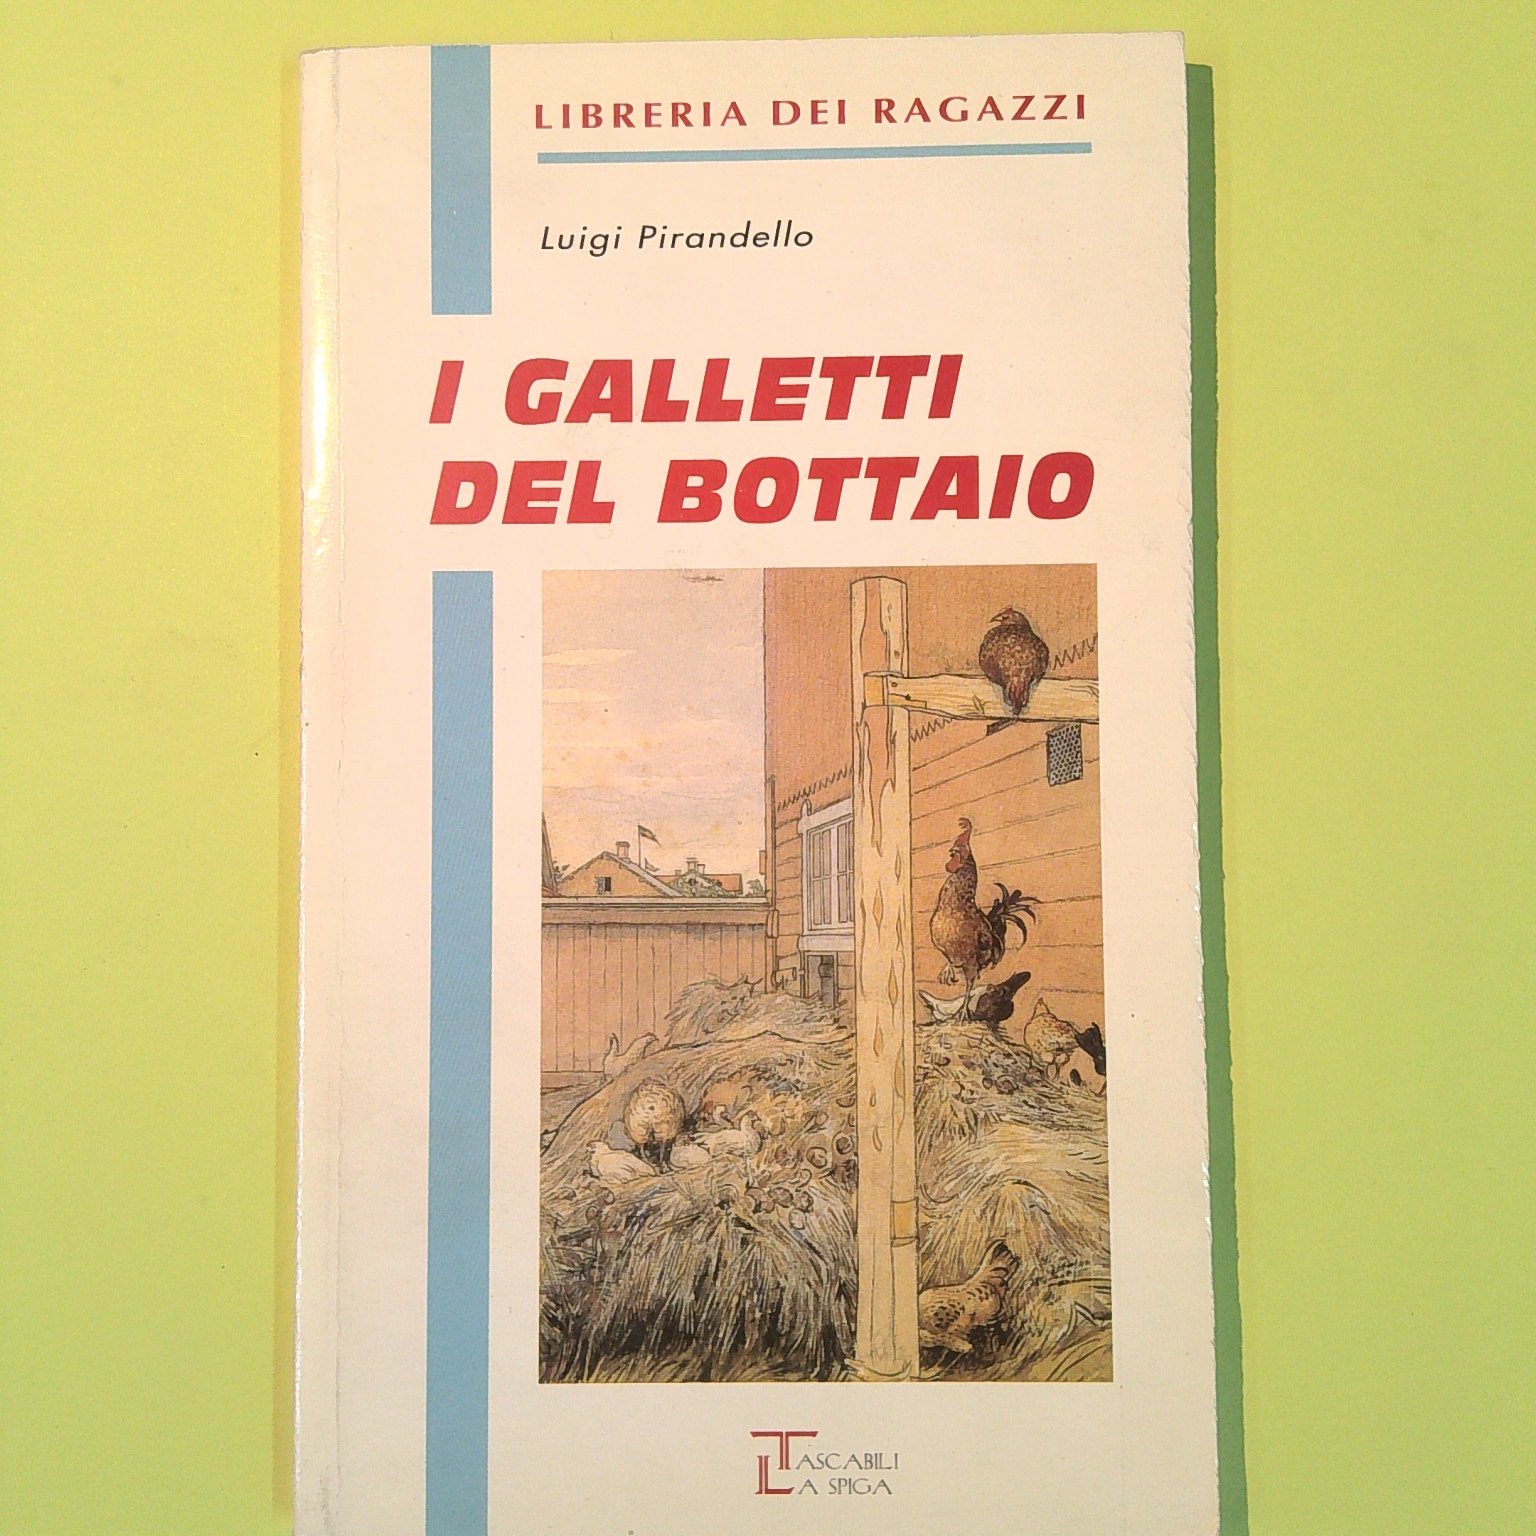 LIBRERIA DEI RAGAZZI
Luigi Pirandello
I GALLETTI
DEL BOTTAIO
TASCABILI
LA SPIGA